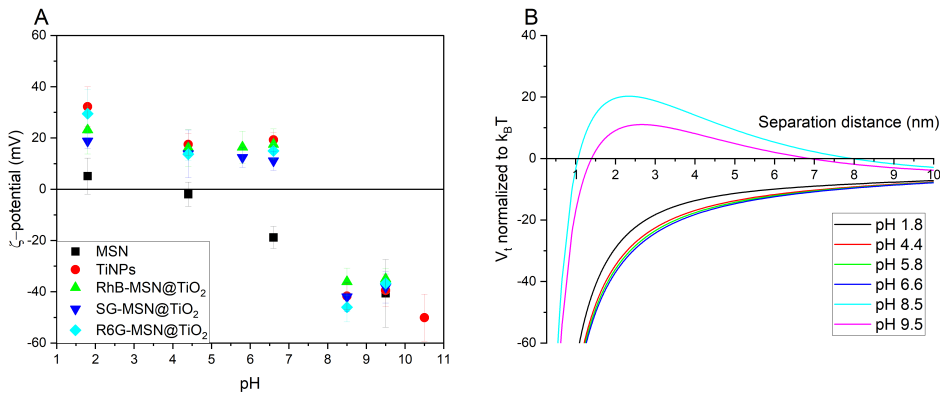 A
60
40
20
0
-20
-40
-60
ζ–potential (mV)
MSN
TiNPs
RhB-MSN@TiO₂
SG-MSN@TiO₂
R6G-MSN@TiO₂
1 2 3 4 5 6 7 8 9 10 11
pH
B
40
20
0
-20
-40
-60
Vₜ normalized to k_BT
Separation distance (nm)
1 2 3 4 5 6 7 8 9 10
pH 1.8
pH 4.4
pH 5.8
pH 6.6
pH 8.5
pH 9.5